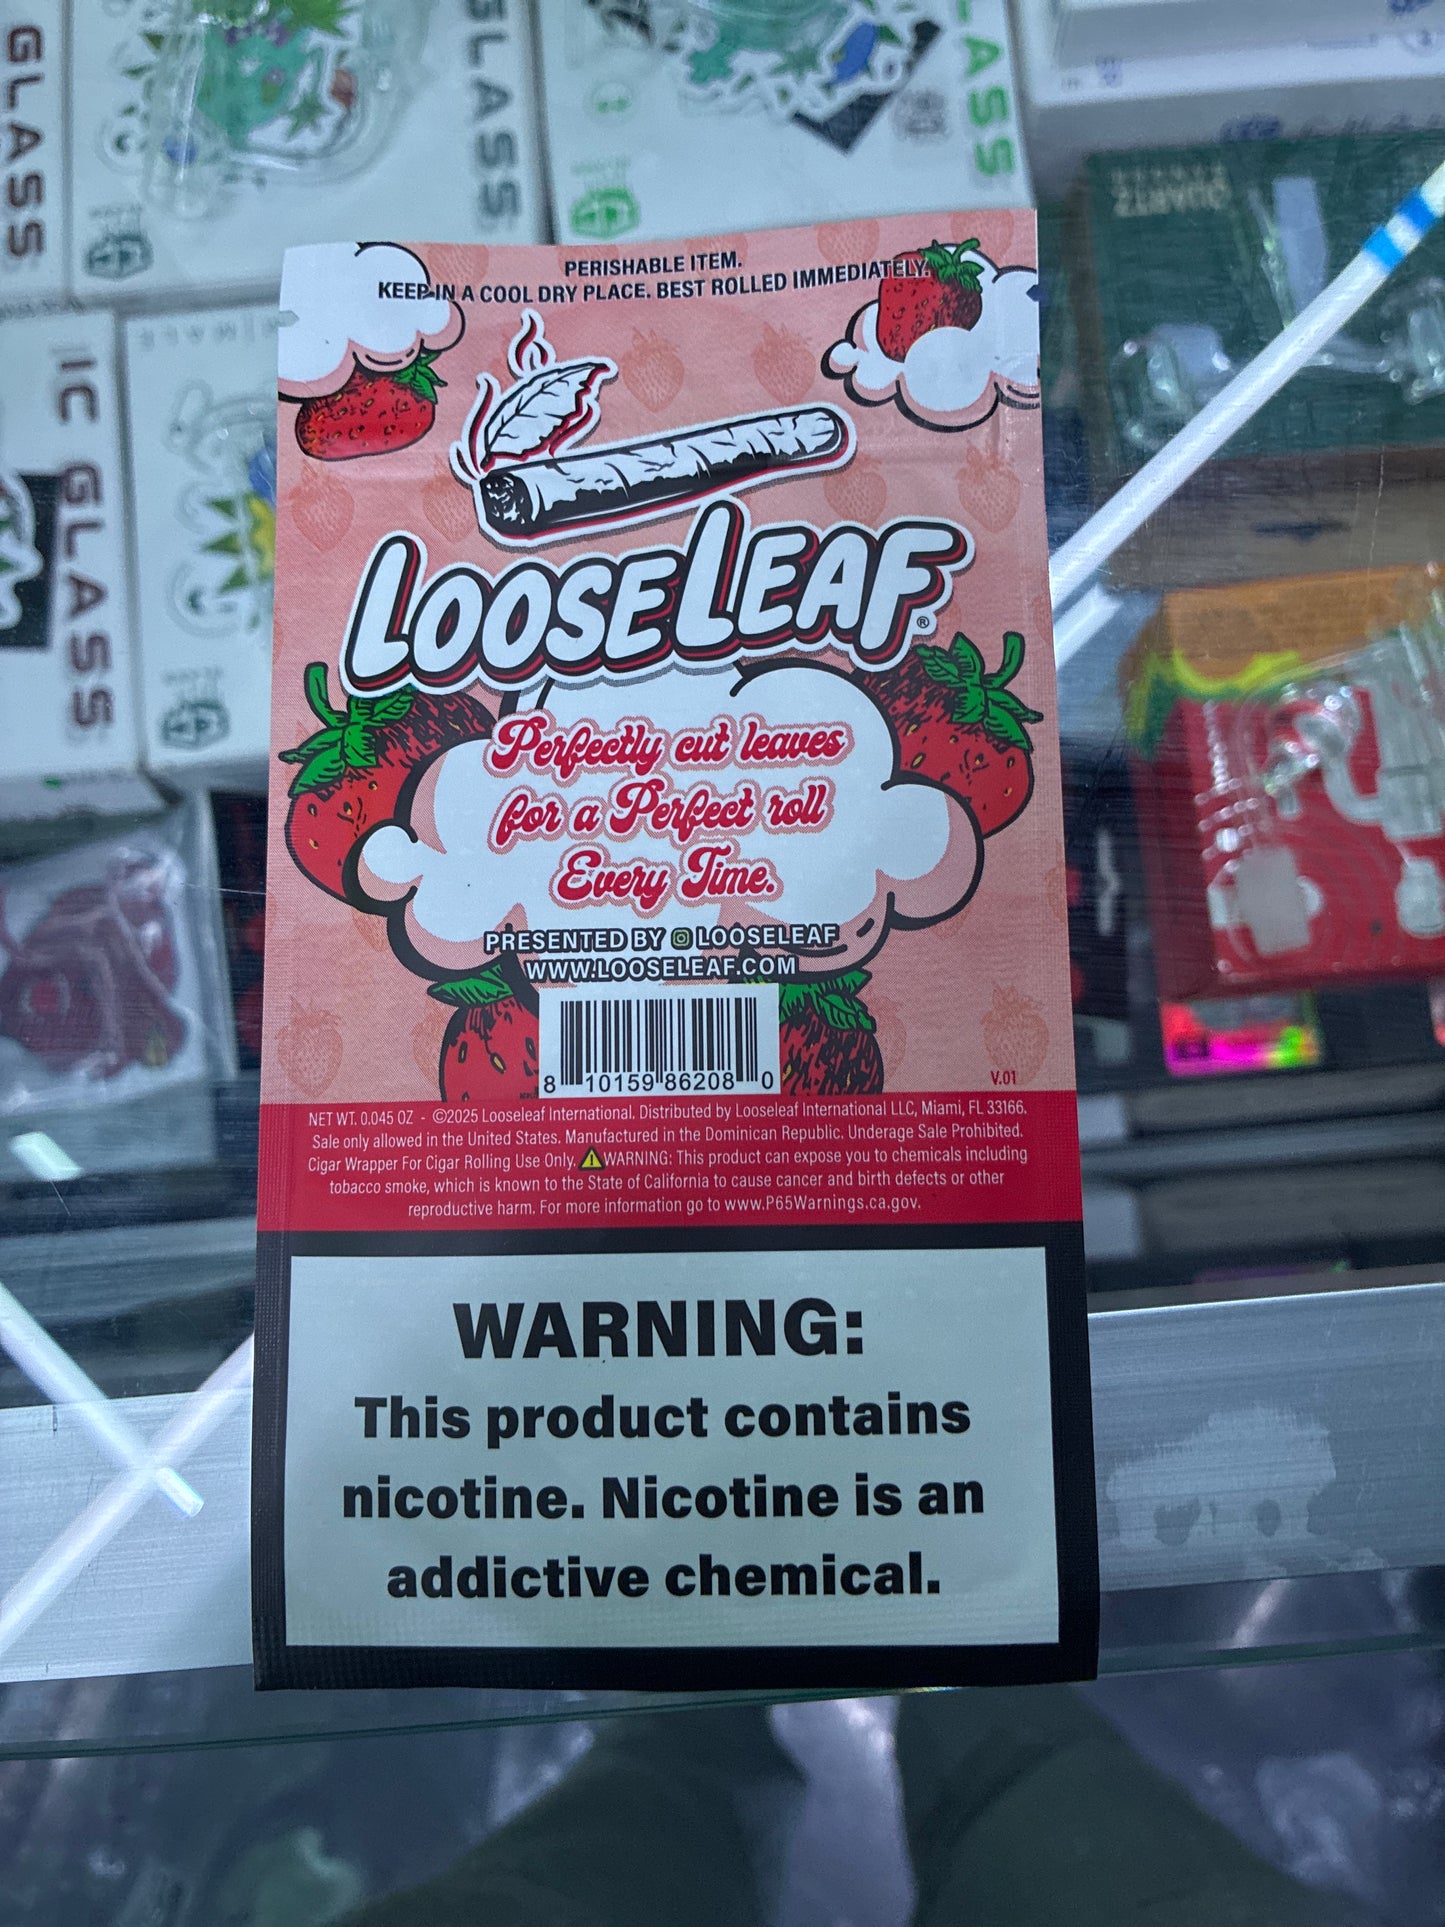 GLASS
GLASS
GLASS
IC GLASS
QUARTZ
PERISHABLE ITEM.
KEEP IN A COOL DRY PLACE. BEST ROLLED IMMEDIATELY.
LOOSELEAF®
Perfectly cut leaves
for a Perfect roll
Every Time.
PRESENTED BY LOOSELEAF
WWW.LOOSELEAF.COM
8 10159 86208 0
V.01
NET WT. 0.045 OZ - ©2025 Looseleaf International. Distributed by Looseleaf International LLC, Miami, FL 33166.
Sale only allowed in the United States. Manufactured in the Dominican Republic. Underage Sale Prohibited.
Cigar Wrapper For Cigar Rolling Use Only. ⚠WARNING: This product can expose you to chemicals including
tobacco smoke, which is known to the State of California to cause cancer and birth defects or other
reproductive harm. For more information go to www.P65Warnings.ca.gov.
WARNING:
This product contains
nicotine. Nicotine is an
addictive chemical.